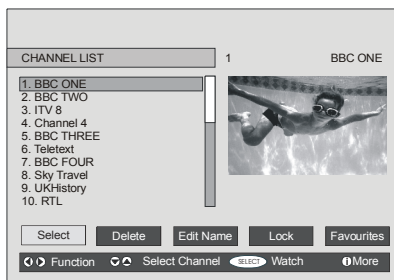 CHANNEL LIST 1 BBC ONE
1. BBC ONE
2. BBC TWO
3. ITV 8
4. Channel 4
5. BBC THREE
6. Teletext
7. BBC FOUR
8. Sky Travel
9. UKHistory
10. RTL
Select Delete Edit Name Lock Favourites
Function Select Channel SELECT Watch i More